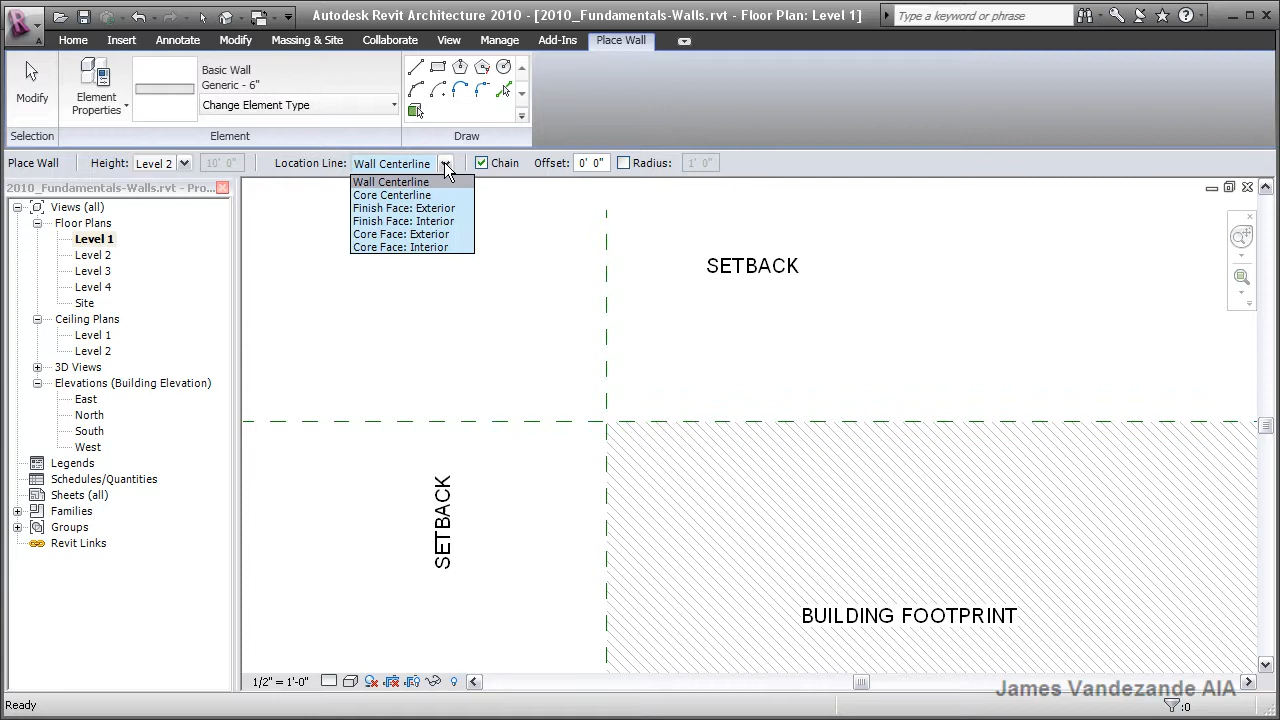 Autodesk Revit Architecture 2010 - [2010_Fundamentals-Walls.rvt - Floor Plan: Level 1]
Type a keyword or phrase
Home Insert Annotate Modify Massing & Site Collaborate View Manage Add-Ins Place Wall
Modify
Element
Properties
Basic Wall
Generic - 6"
Change Element Type
Selection Element Draw
Place Wall Height: Level 2 10' 0" Location Line: Wall Centerline Chain Offset: 0' 0" Radius: 1' 0"
Wall Centerline
Core Centerline
Finish Face: Exterior
Finish Face: Interior
Core Face: Exterior
Core Face: Interior
2010_Fundamentals-Walls.rvt - Pro...
Views (all)
Floor Plans
Level 1
Level 2
Level 3
Level 4
Site
Ceiling Plans
Level 1
Level 2
3D Views
Elevations (Building Elevation)
East
North
South
West
Legends
Schedules/Quantities
Sheets (all)
Families
Groups
Revit Links
SETBACK
SETBACK
BUILDING FOOTPRINT
1/2" = 1'-0"
James Vandezande AIA
Ready
:0